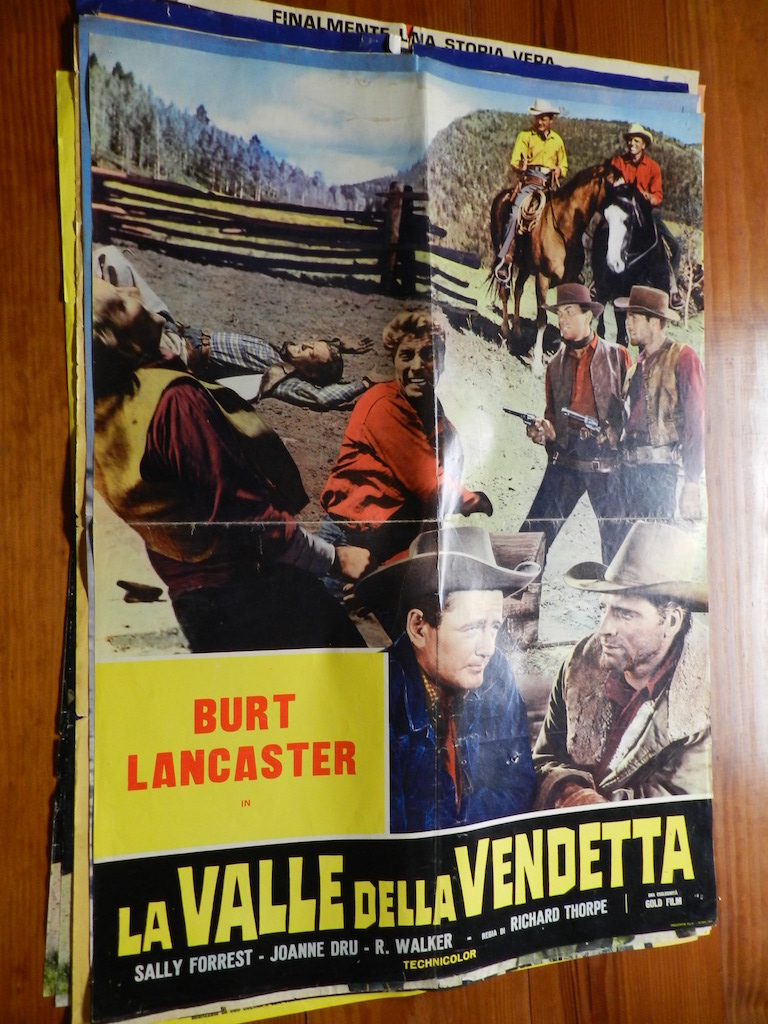 FINALMENTE UNA STORIA VERA
BURT
LANCASTER
IN
LA VALLE DELLA VENDETTA
SALLY FORREST - JOANNE DRU - R. WALKER - REGIA DI RICHARD THORPE
GOLD FILM
TECHNICOLOR